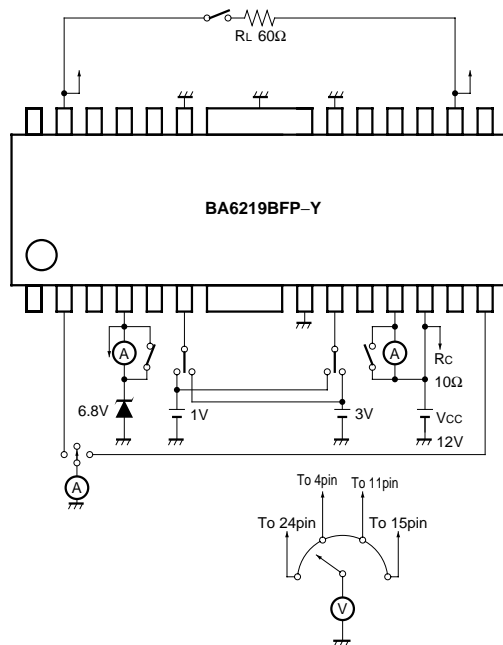 RL 60Ω
BA6219BFP–Y
A
A
RC
10Ω
6.8V
1V
3V
VCC
12V
A
To 4pin
To 11pin
To 24pin
To 15pin
V